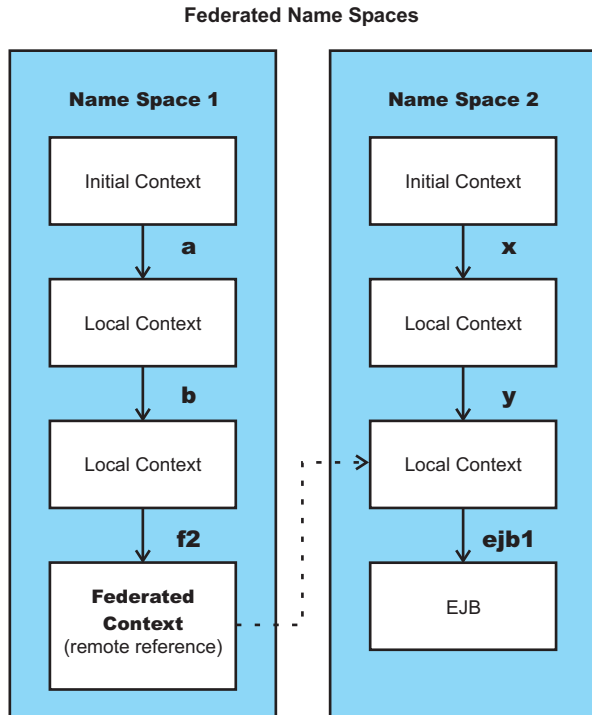 Federated Name Spaces
Name Space 1
Initial Context
a
Local Context
b
Local Context
f2
Federated
Context
(remote reference)
Name Space 2
Initial Context
x
Local Context
y
Local Context
ejb1
EJB